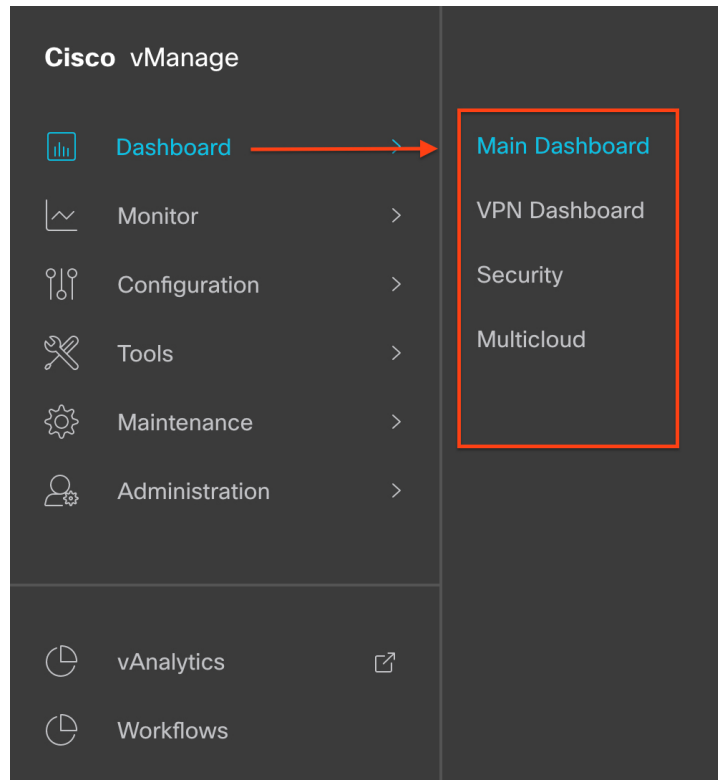 Cisco vManage
Dashboard
Monitor
Configuration
Tools
Maintenance
Administration
vAnalytics
Workflows
Main Dashboard
VPN Dashboard
Security
Multicloud